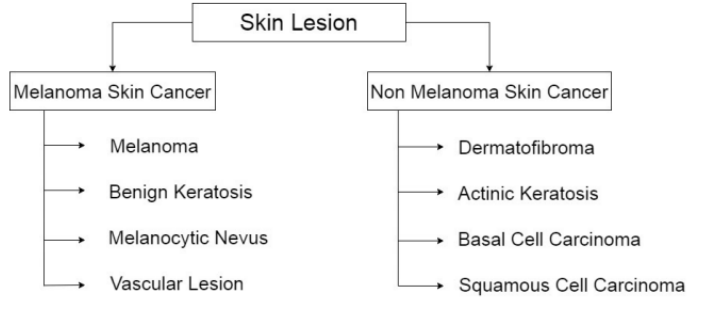 Skin Lesion
Melanoma Skin Cancer
Melanoma
Benign Keratosis
Melanocytic Nevus
Vascular Lesion
Non Melanoma Skin Cancer
Dermatofibroma
Actinic Keratosis
Basal Cell Carcinoma
Squamous Cell Carcinoma